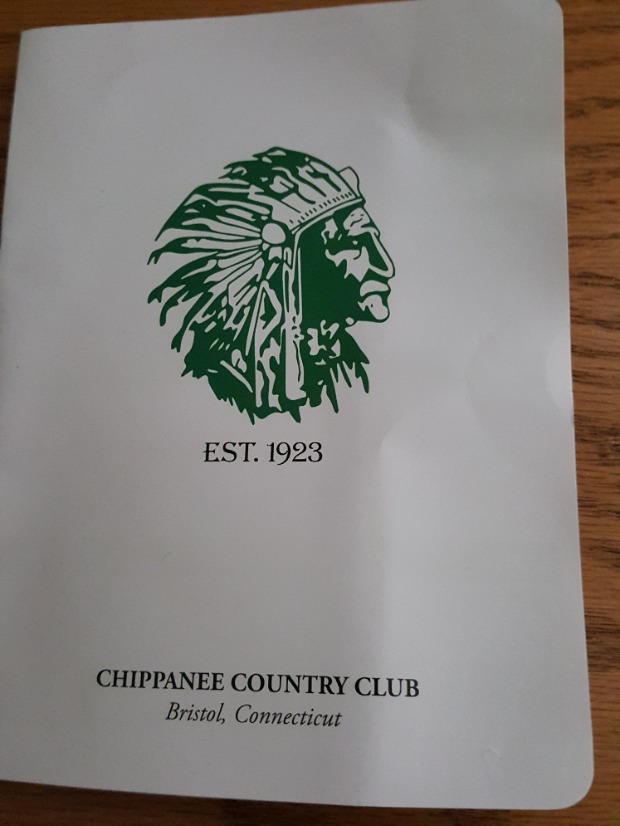 EST. 1923
CHIPPANEE COUNTRY CLUB
Bristol, Connecticut